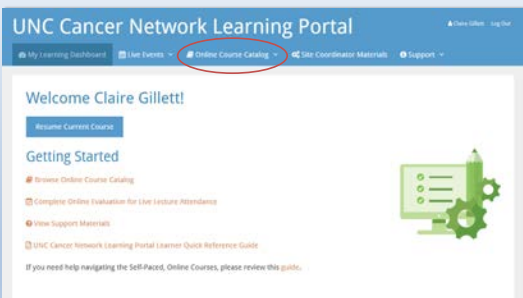 UNC Cancer Network Learning Portal
Claire Gillett Log Out
My Learning Dashboard Live Events Online Course Catalog Site Coordinator Materials Support
Welcome Claire Gillett!
Resume Current Course
Getting Started
Browse Online Course Catalog
Complete Online Evaluation for Live Lecture Attendance
View Support Materials
UNC Cancer Network Learning Portal Learner Quick Reference Guide
If you need help navigating the Self-Paced, Online Courses, please review this guide.